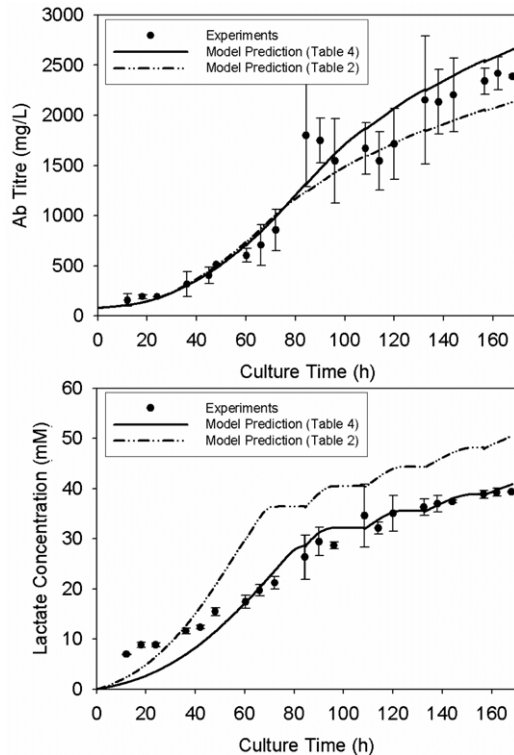 3000
2500
2000
1500
1000
500
0
Ab Titre (mg/L)
Experiments
Model Prediction (Table 4)
Model Prediction (Table 2)
0 20 40 60 80 100 120 140 160
Culture Time (h)
60
50
40
30
20
10
0
Lactate Concentration (mM)
Experiments
Model Prediction (Table 4)
Model Prediction (Table 2)
0 20 40 60 80 100 120 140 160
Culture Time (h)